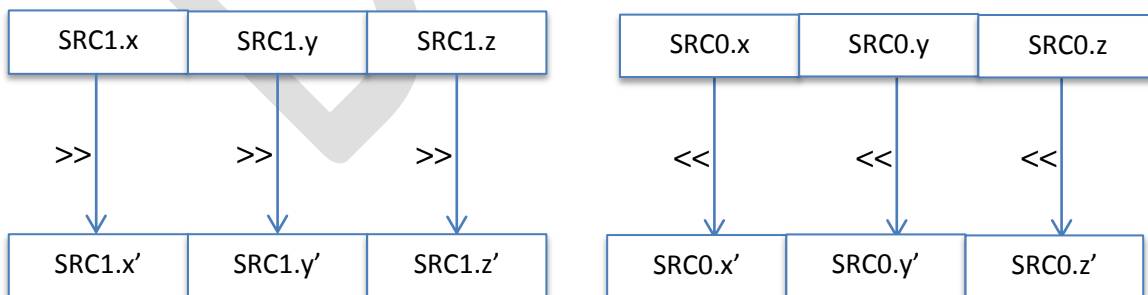 SRC1.x SRC1.y SRC1.z SRC0.x SRC0.y SRC0.z
>> >> >> << << <<
SRC1.x’ SRC1.y’ SRC1.z’ SRC0.x’ SRC0.y’ SRC0.z’